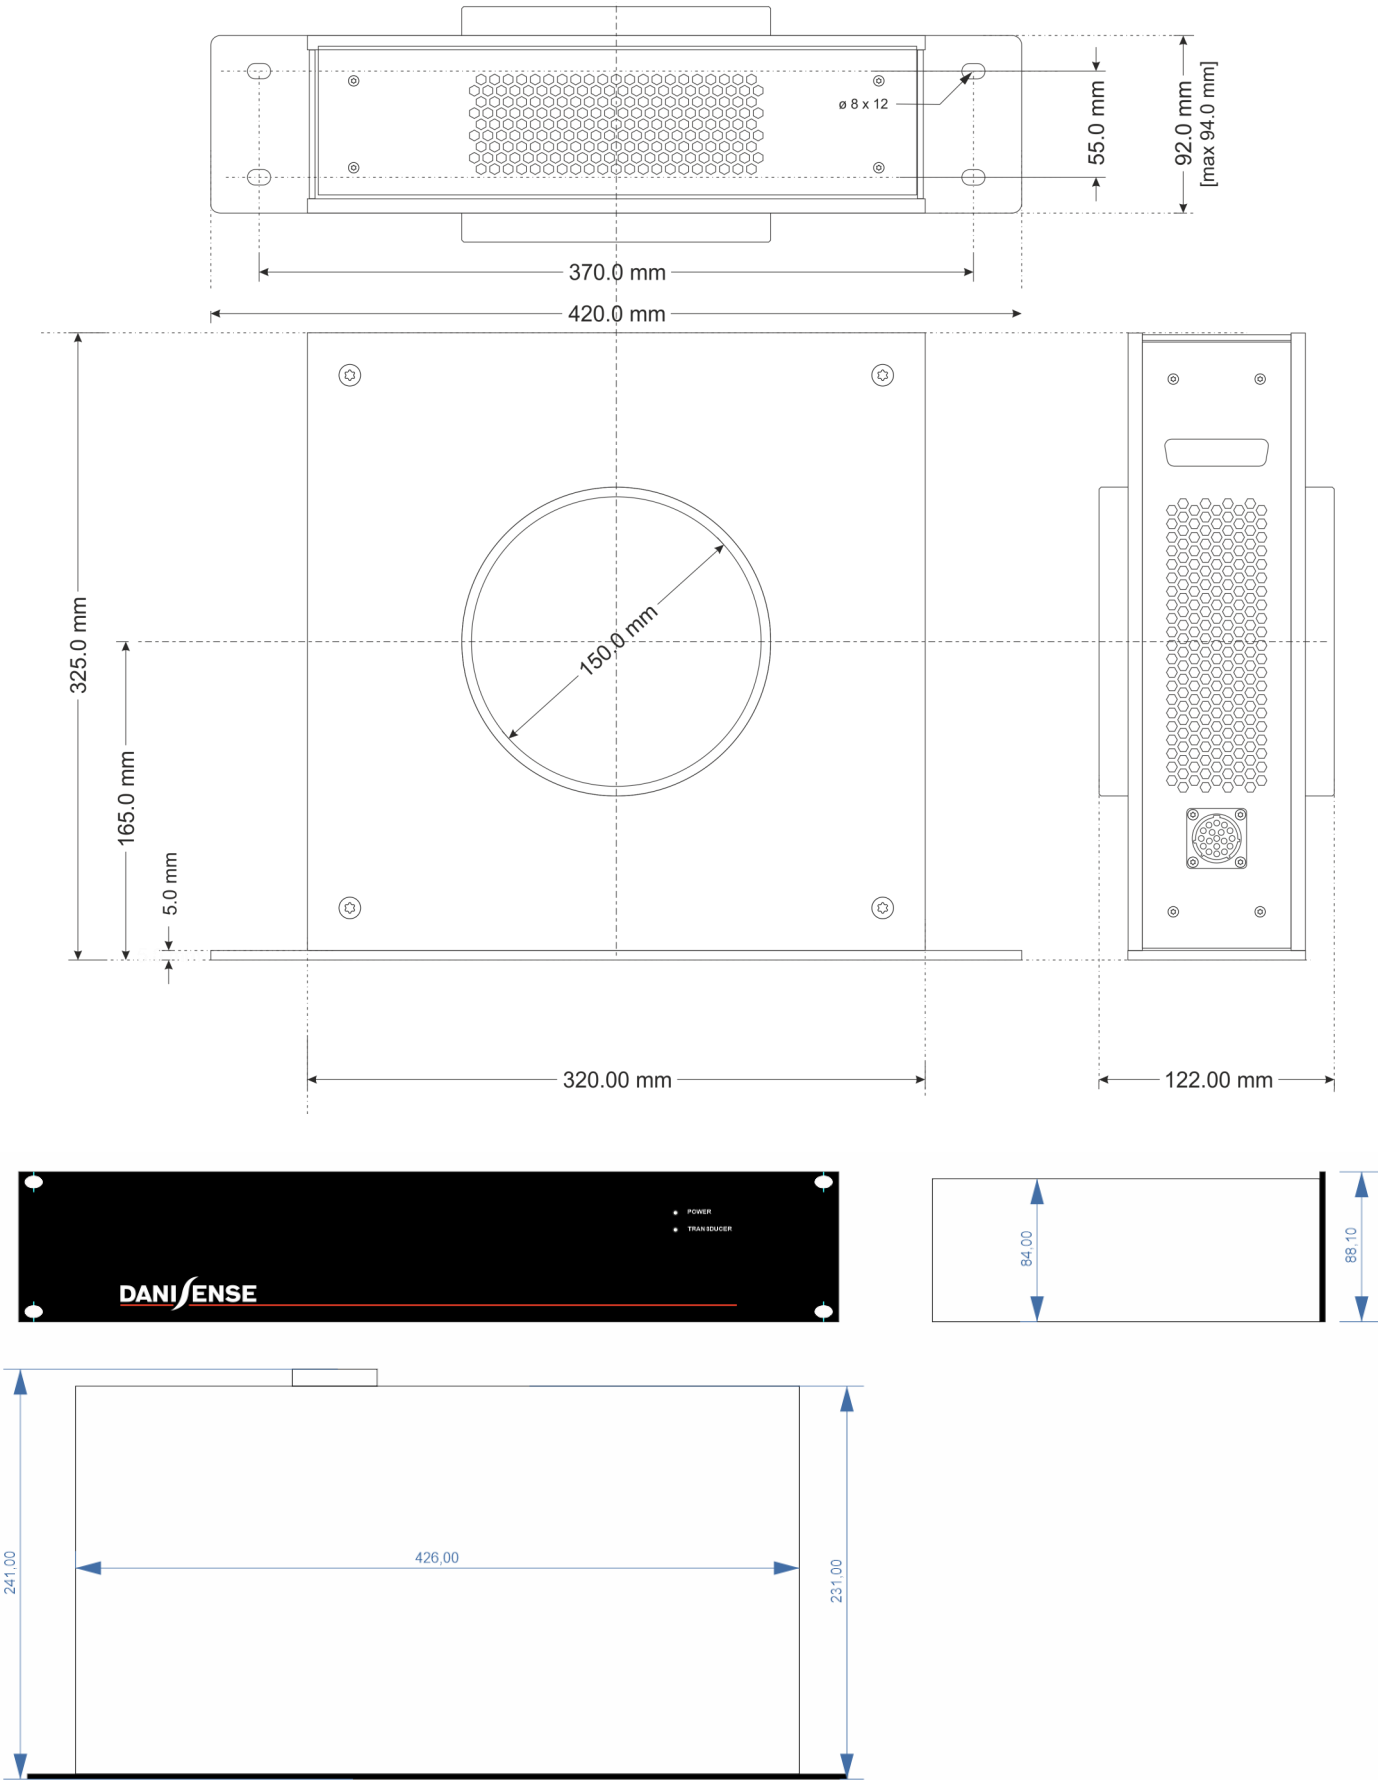 ø 8 x 12
55.0 mm
92.0 mm
[max 94.0 mm]
370.0 mm
420.0 mm
325.0 mm
165.0 mm
5.0 mm
150.0 mm
320.00 mm
122.00 mm
POWER
TRANSDUCER
DANISENSE
84,00
88,10
241,00
426,00
231,00